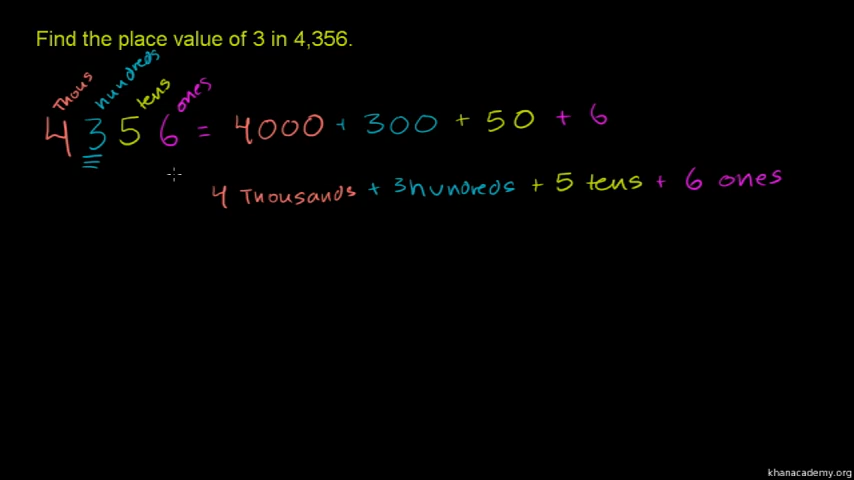 Find the place value of 3 in 4,356.
Thous hundreds tens ones
4 3 5 6 = 4000 + 300 + 50 + 6
4 Thousands + 3 hundreds + 5 tens + 6 ones
khanacademy.org